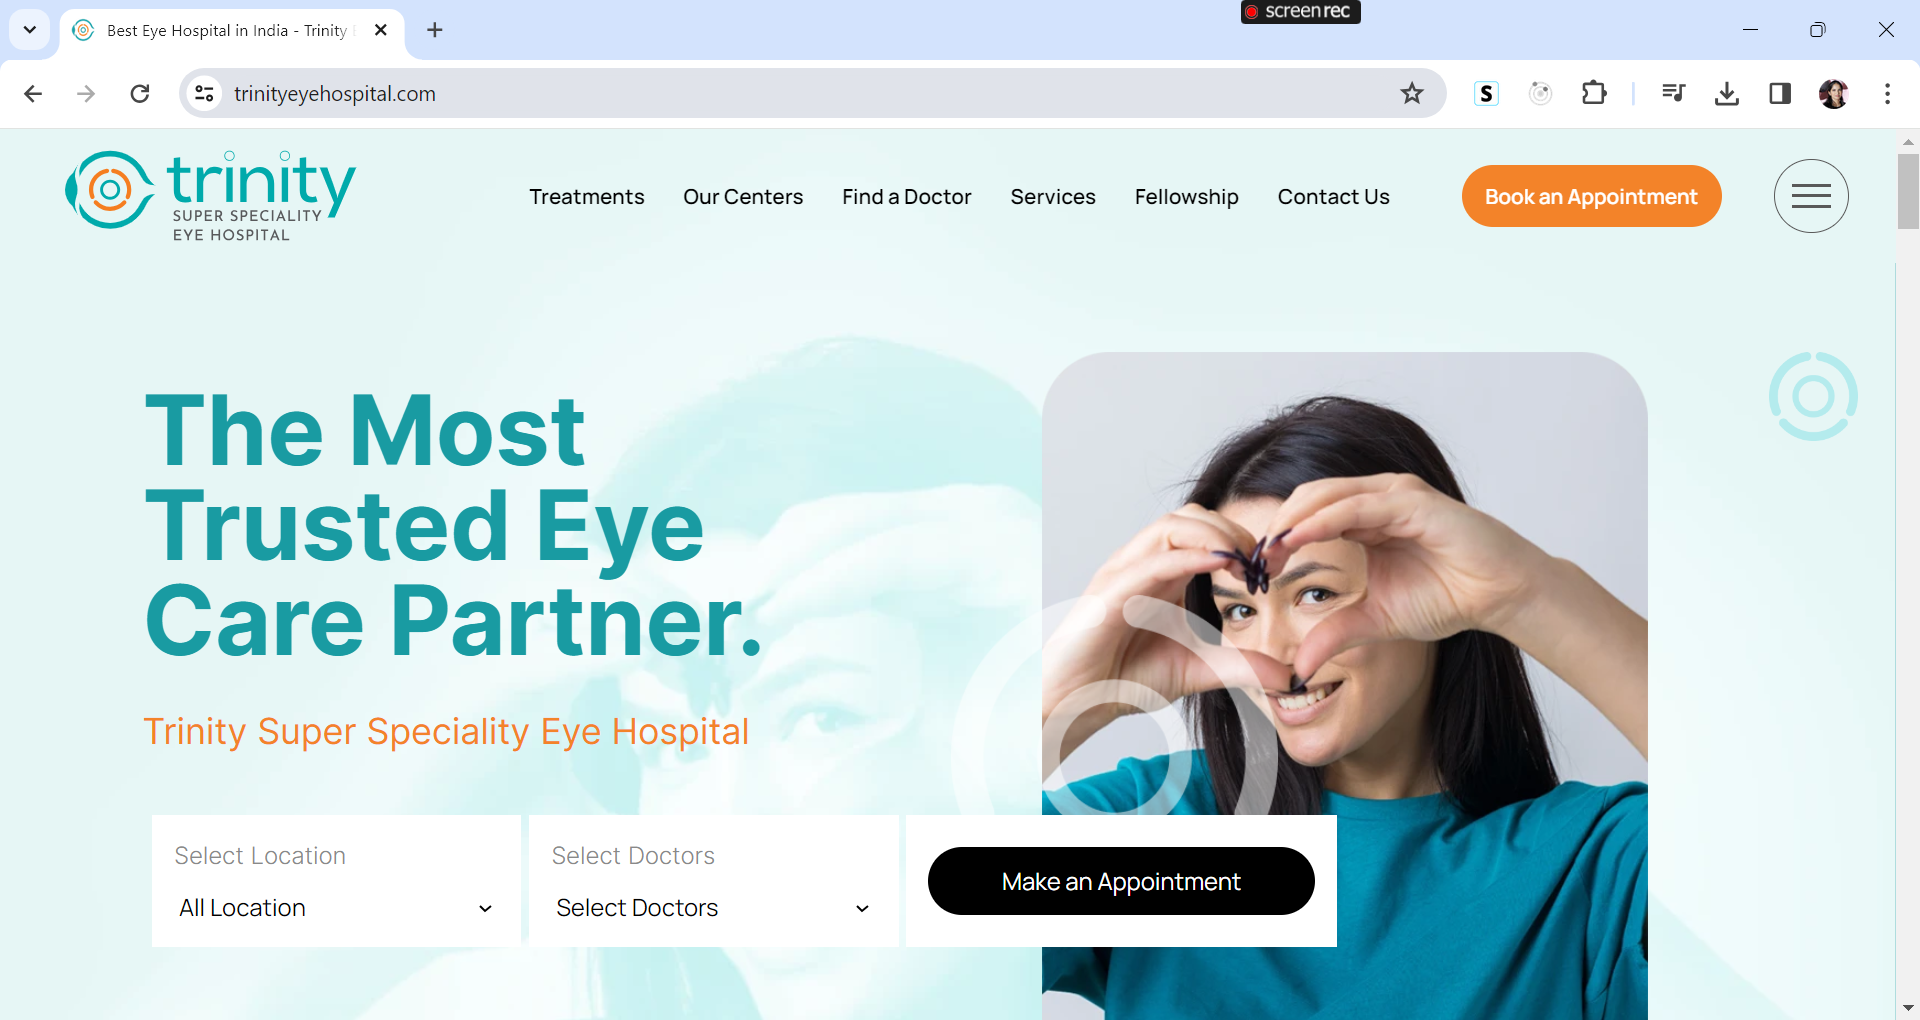 screenrec
Best Eye Hospital in India - Trinity
trinityeyehospital.com
S
trinity
SUPER SPECIALITY
EYE HOSPITAL
Treatments Our Centers Find a Doctor Services Fellowship Contact Us Book an Appointment
The Most
Trusted Eye
Care Partner.
Trinity Super Speciality Eye Hospital
Select Location Select Doctors
Make an Appointment
All Location Select Doctors